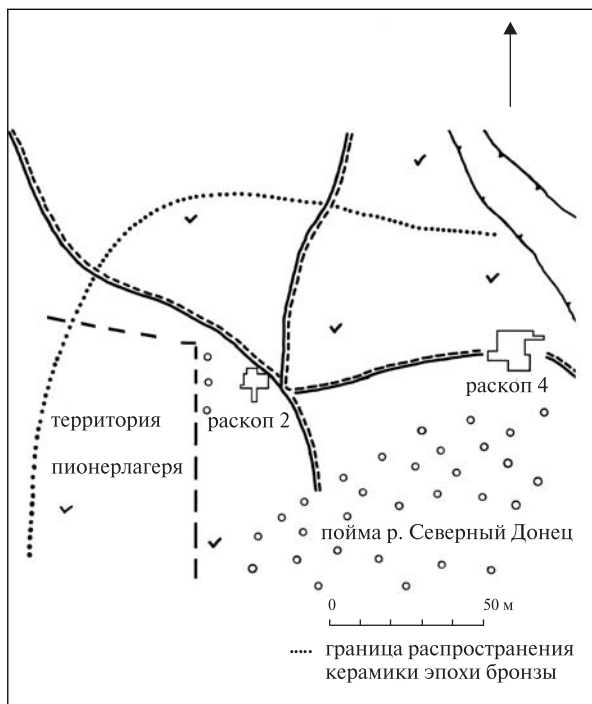 раскоп 4
раскоп 2
территория
пионерлагеря
пойма р. Северный Донец
0 50 м
граница распространения
керамики эпохи бронзы